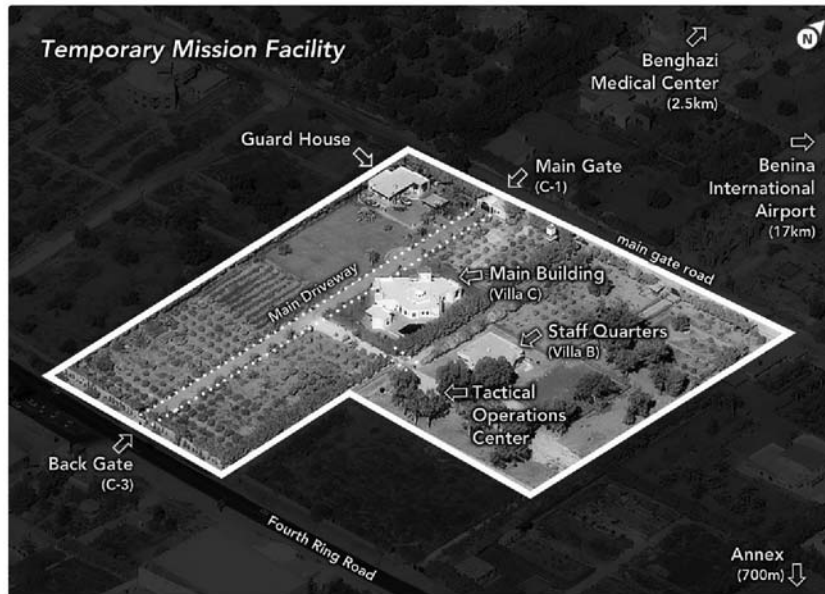 Temporary Mission Facility
N
Benghazi
Medical Center
(2.5km)
Guard House
Main Gate
(C-1)
Benina
International
Airport
(17km)
main gate road
Main Driveway
Main Building
(Villa C)
Staff Quarters
(Villa B)
Tactical
Operations
Center
Back Gate
(C-3)
Fourth Ring Road
Annex
(700m)